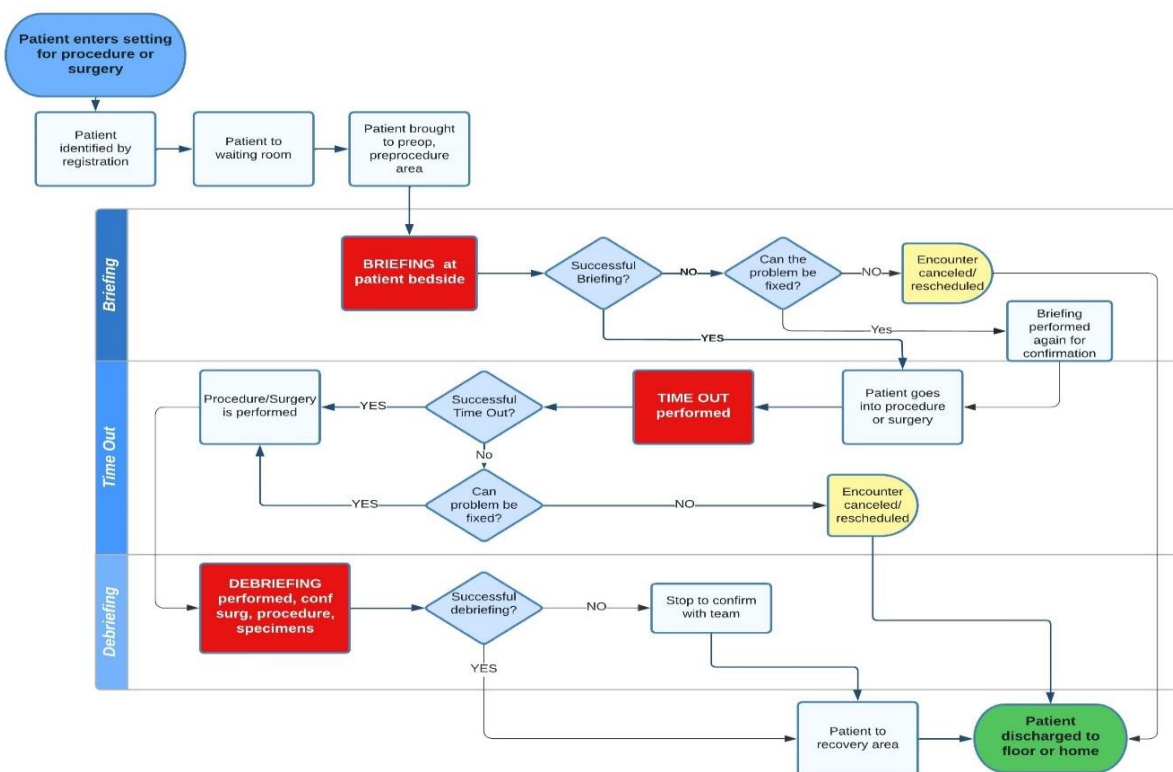 Patient enters setting
for procedure or
surgery
Patient
identified by
registration
Patient to
waiting room
Patient brought
to preop,
preprocedure
area
Briefing
BRIEFING at
patient bedside
Successful
Briefing?
NO
Can the
problem be
fixed?
NO
Encounter
canceled/
rescheduled
Yes
Briefing
performed
again for
confirmation
YES
Time Out
Procedure/Surgery
is performed
YES
Successful
Time Out?
TIME OUT
performed
Patient goes
into procedure
or surgery
No
YES
Can
problem be
fixed?
NO
Encounter
canceled/
rescheduled
Debriefing
DEBRIEFING
performed, conf
surg, procedure,
specimens
Successful
debriefing?
NO
Stop to confirm
with team
YES
Patient to
recovery area
Patient
discharged to
floor or home